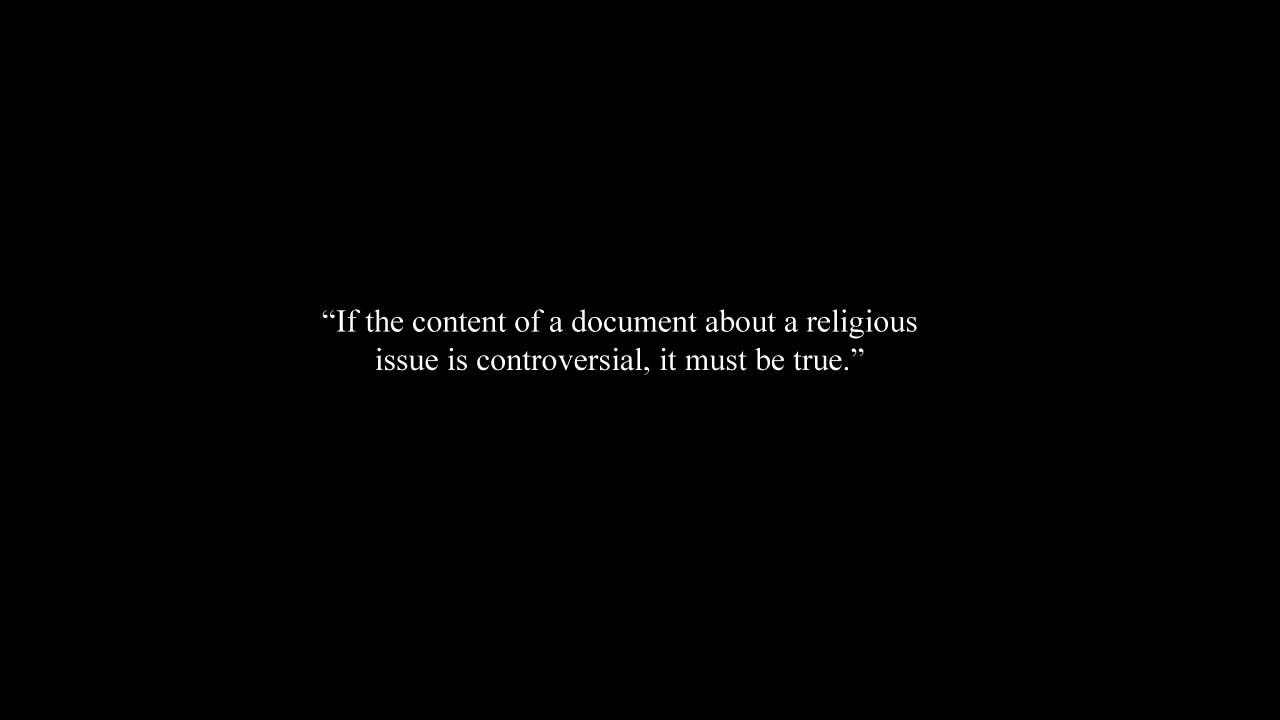 “If the content of a document about a religious
issue is controversial, it must be true.”